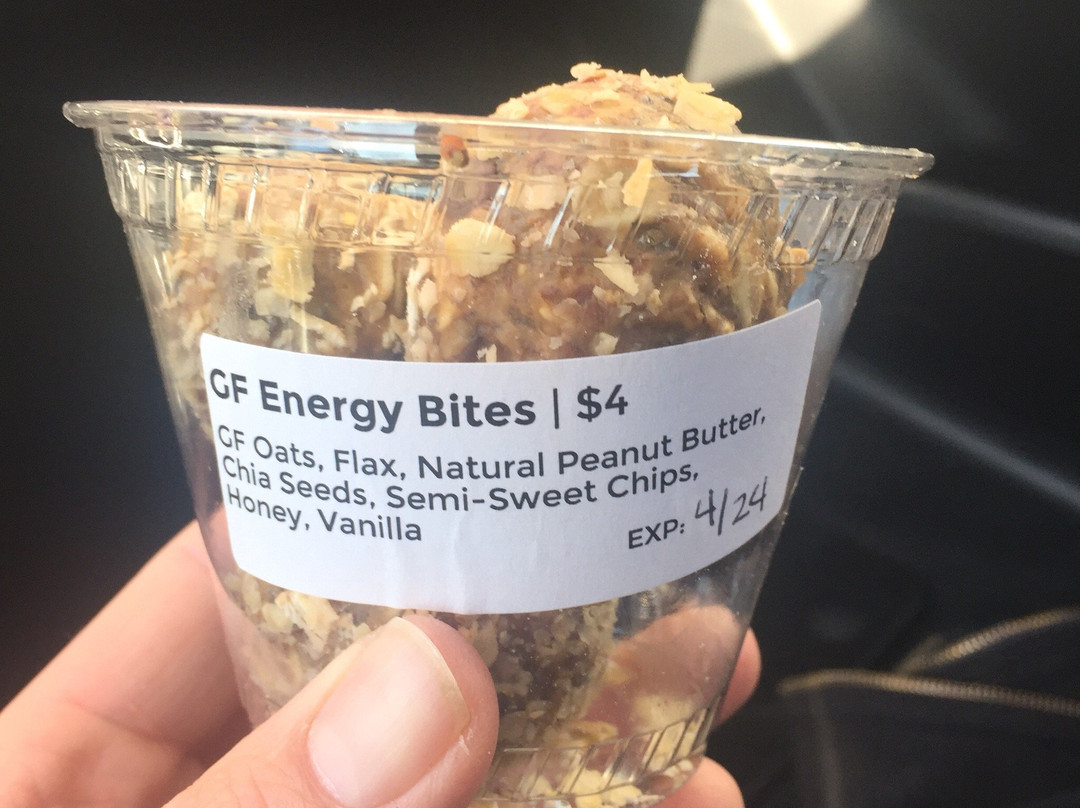 GF Energy Bites | $4
GF Oats, Flax, Natural Peanut Butter,
Chia Seeds, Semi-Sweet Chips,
Honey, Vanilla
EXP: 4/24